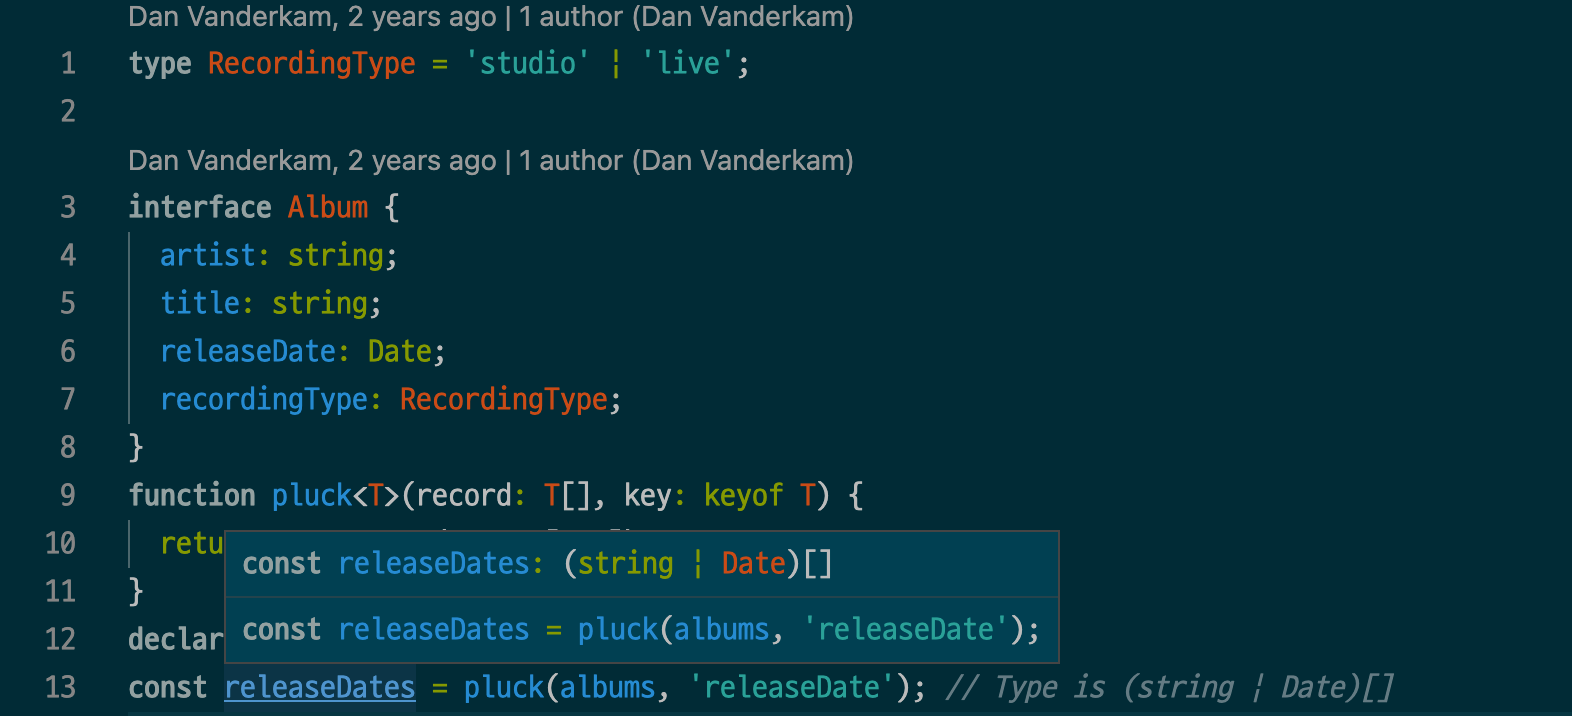 Dan Vanderkam, 2 years ago | 1 author (Dan Vanderkam)
1 type RecordingType = 'studio' | 'live';
2
Dan Vanderkam, 2 years ago | 1 author (Dan Vanderkam)
3 interface Album {
4 artist: string;
5 title: string;
6 releaseDate: Date;
7 recordingType: RecordingType;
8 }
9 function pluck<T>(record: T[], key: keyof T) {
10 retu
const releaseDates: (string | Date)[]
11 }
const releaseDates = pluck(albums, 'releaseDate');
12 declar
13 const releaseDates = pluck(albums, 'releaseDate'); // Type is (string | Date)[]